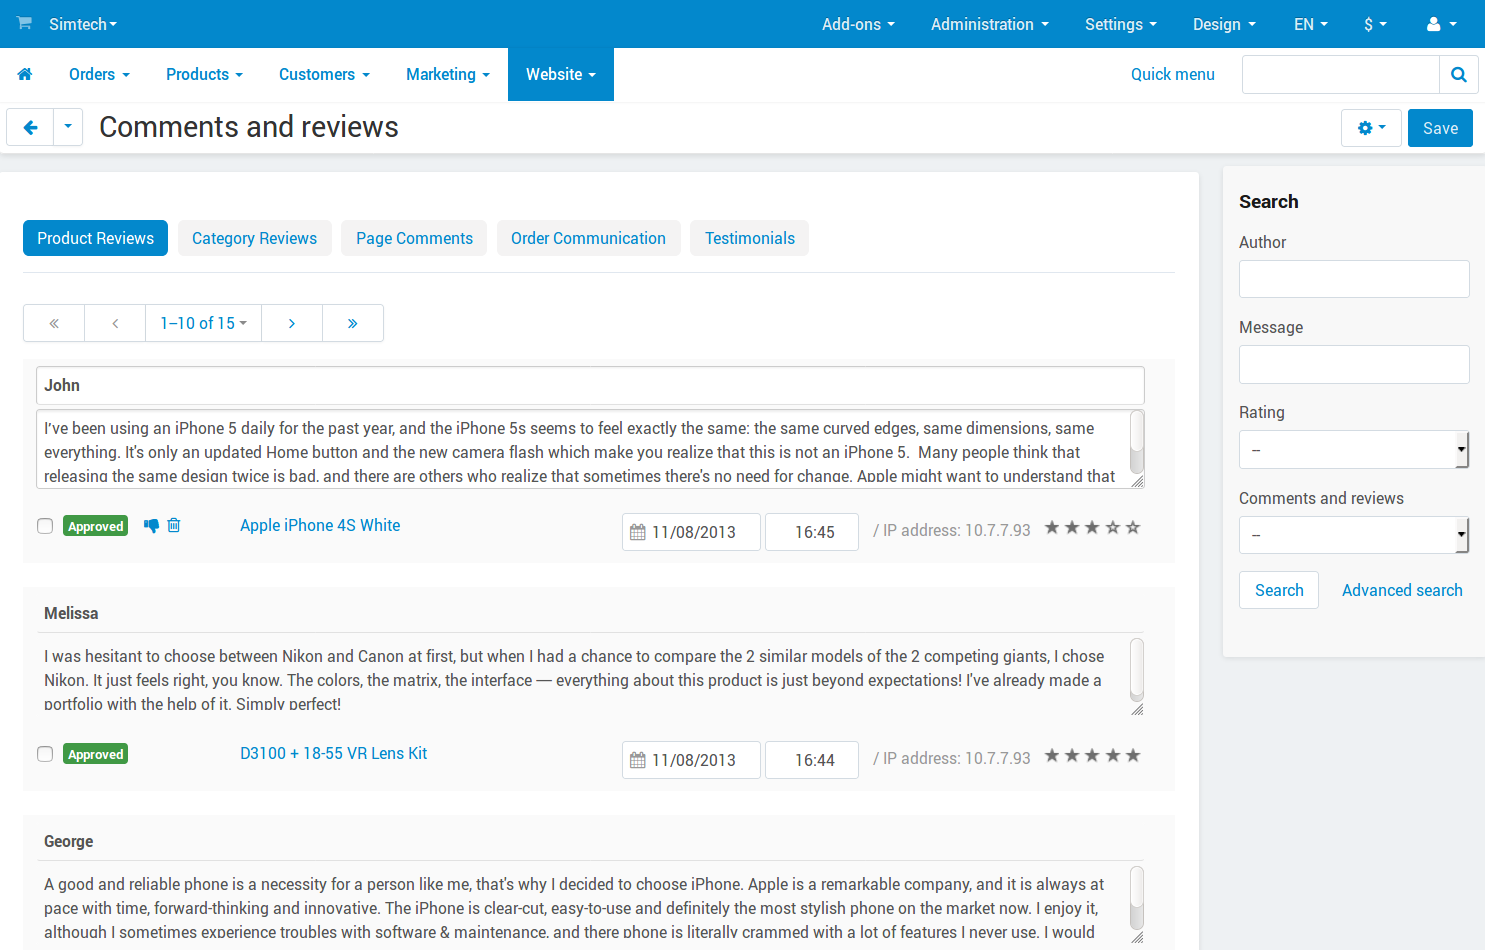 Simtech
Add-ons
Administration
Settings
Design
EN
$
Orders
Products
Customers
Marketing
Website
Quick menu
Comments and reviews
Save
Product Reviews
Category Reviews
Page Comments
Order Communication
Testimonials
« ‹ 1–10 of 15 › »
John
I've been using an iPhone 5 daily for the past year, and the iPhone 5s seems to feel exactly the same: the same curved edges, same dimensions, same
everything. It's only an updated Home button and the new camera flash which make you realize that this is not an iPhone 5.  Many people think that
releasing the same design twice is bad, and there are others who realize that sometimes there's no need for change. Apple might want to understand that
Approved
Apple iPhone 4S White
11/08/2013
16:45
/ IP address: 10.7.7.93
Melissa
I was hesitant to choose between Nikon and Canon at first, but when I had a chance to compare the 2 similar models of the 2 competing giants, I chose
Nikon. It just feels right, you know. The colors, the matrix, the interface — everything about this product is just beyond expectations! I've already made a
portfolio with the help of it. Simply perfect!
Approved
D3100 + 18-55 VR Lens Kit
11/08/2013
16:44
/ IP address: 10.7.7.93
George
A good and reliable phone is a necessity for a person like me, that's why I decided to choose iPhone. Apple is a remarkable company, and it is always at
pace with time, forward-thinking and innovative. The iPhone is clear-cut, easy-to-use and definitely the most stylish phone on the market now. I enjoy it,
although I sometimes experience troubles with software & maintenance, and there phone is literally crammed with a lot of features I never use. I would
Search
Author
Message
Rating
--
Comments and reviews
--
Search
Advanced search